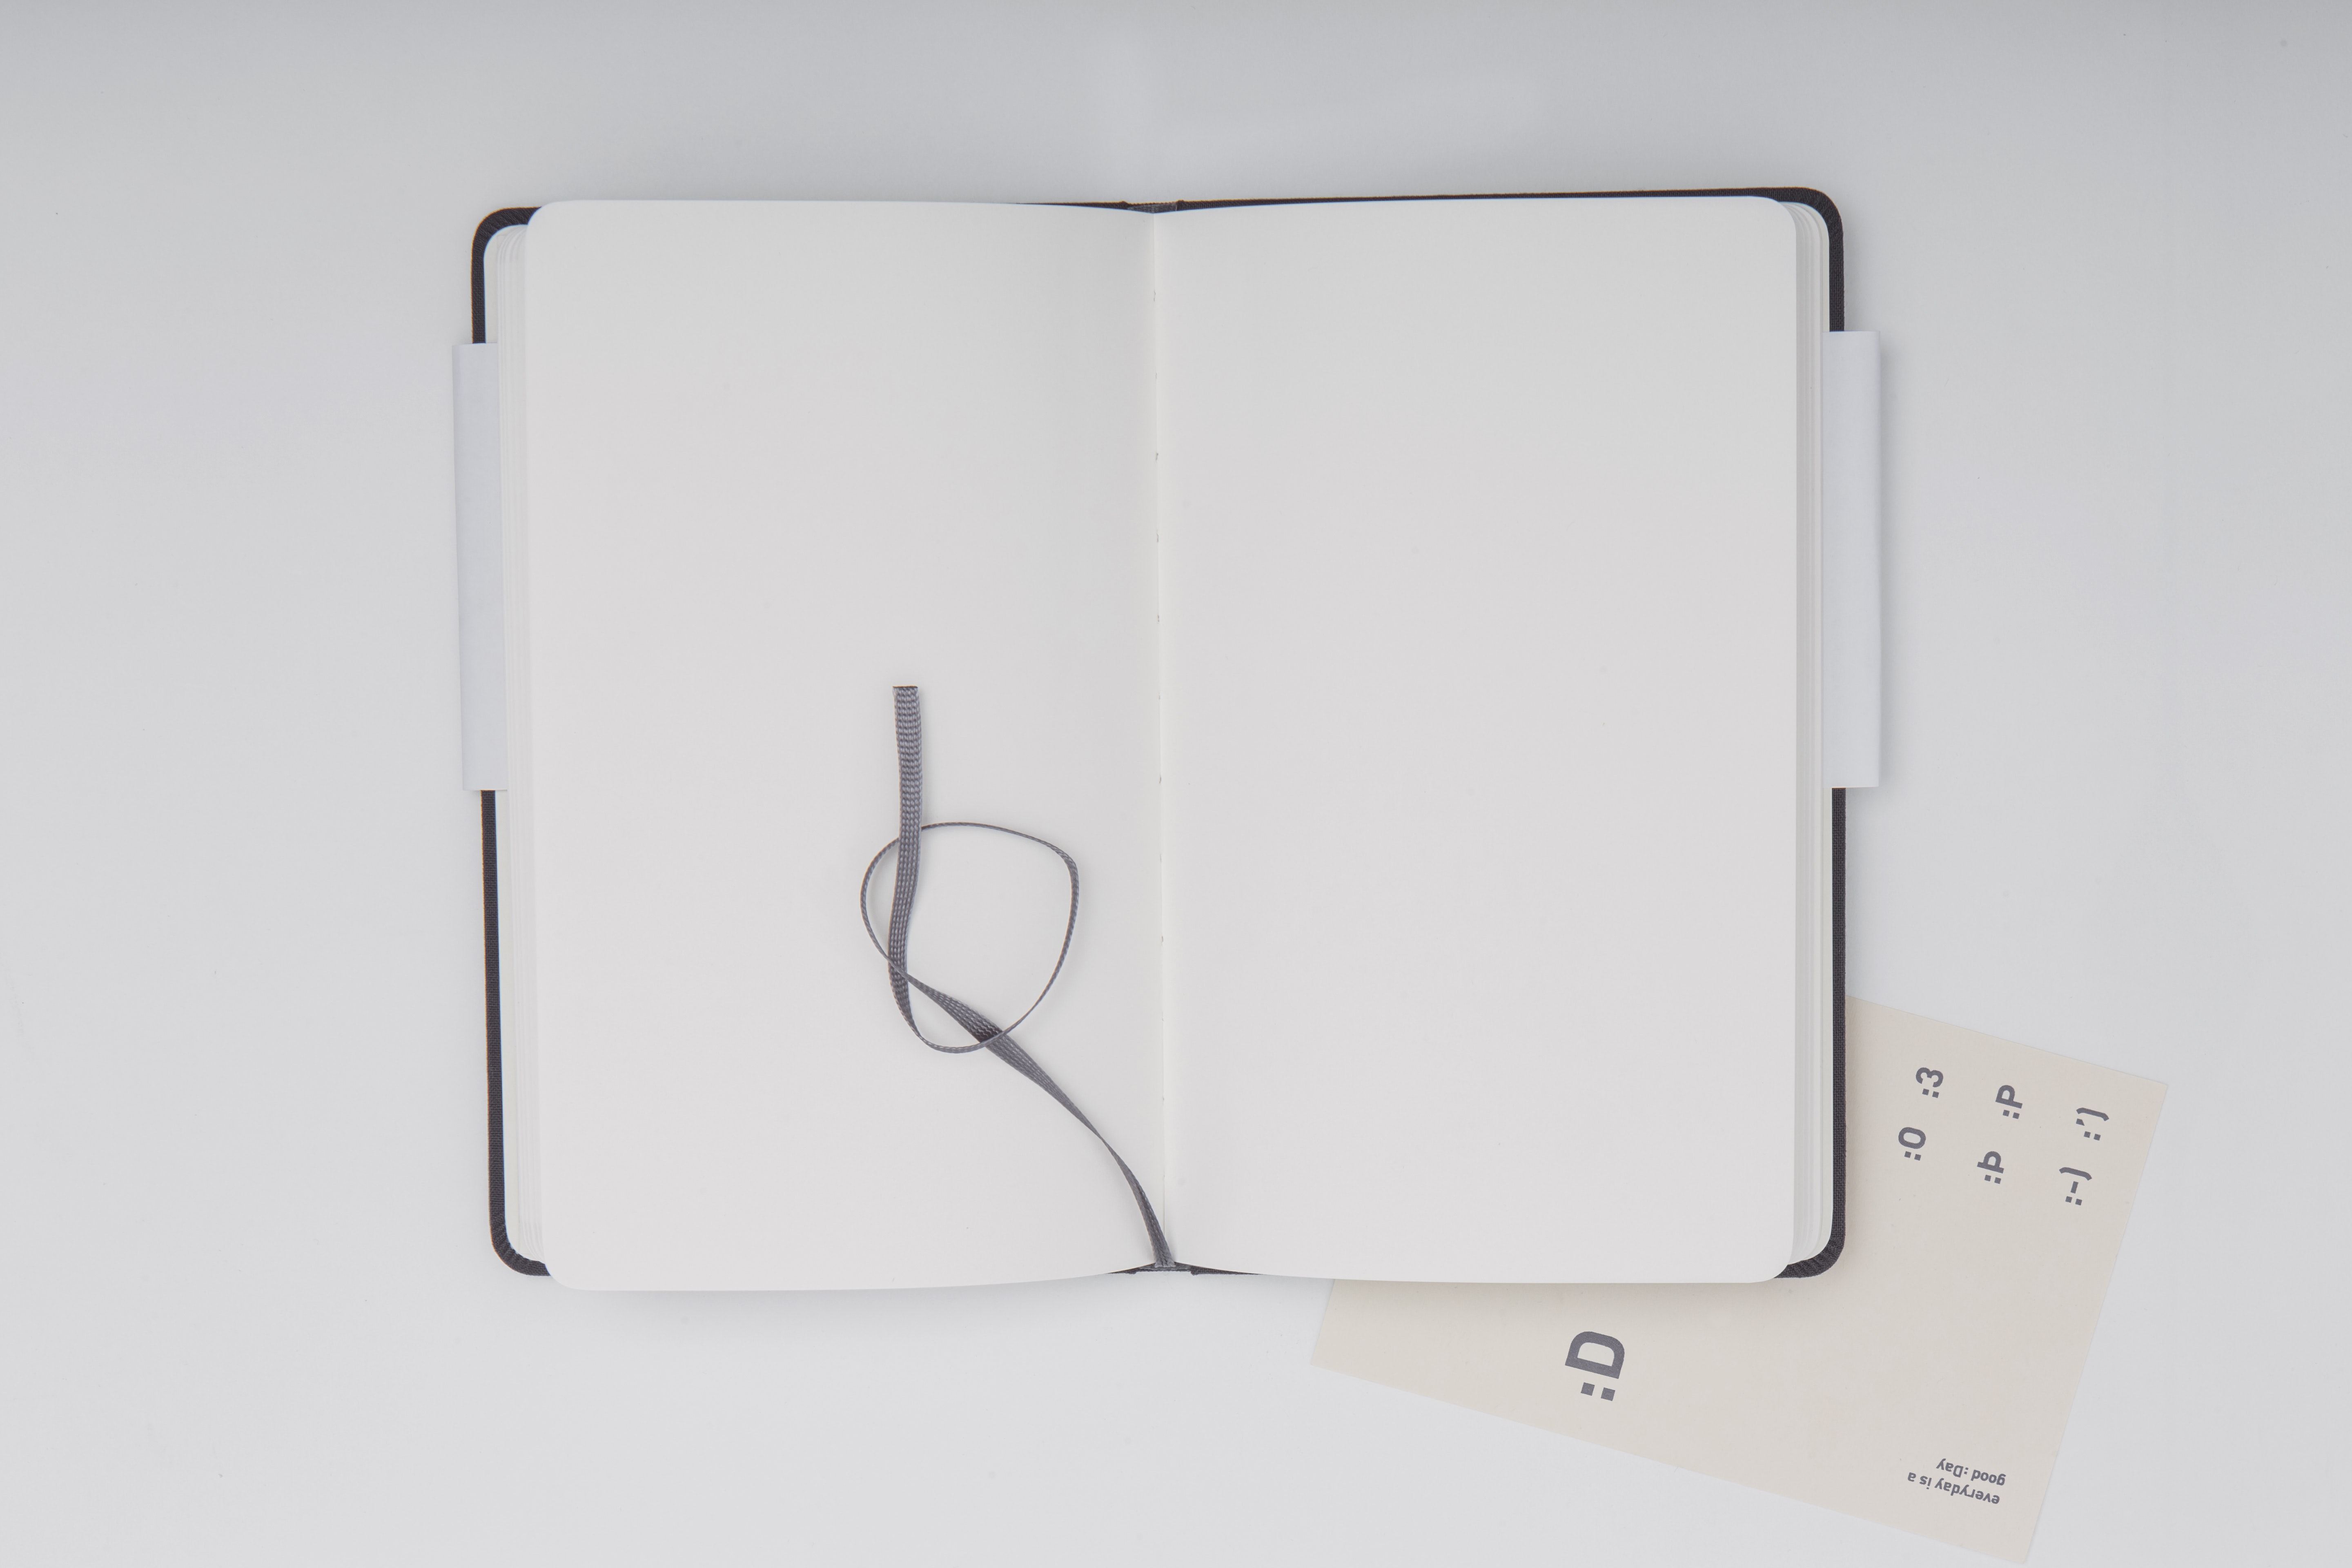 :O :3
:þ :P
:-) :')
:D
everyday is a
good :Day